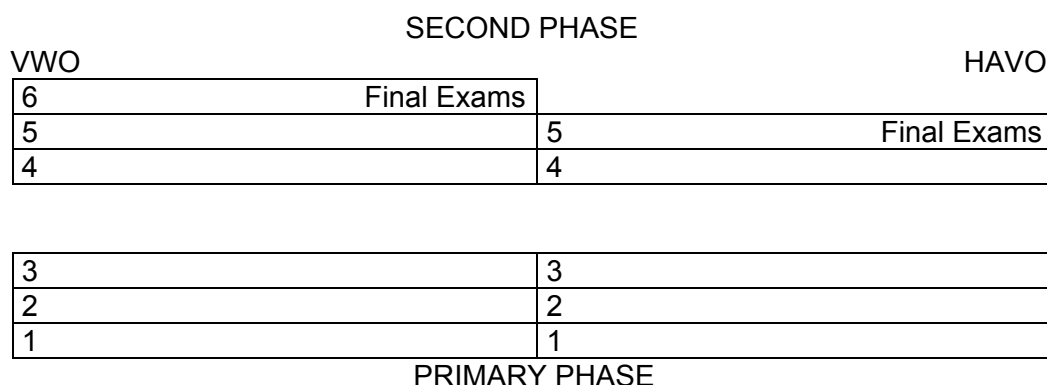 SECOND PHASE
VWO HAVO
6 Final Exams
5 5 Final Exams
4 4
3 3
2 2
1 1
PRIMARY PHASE